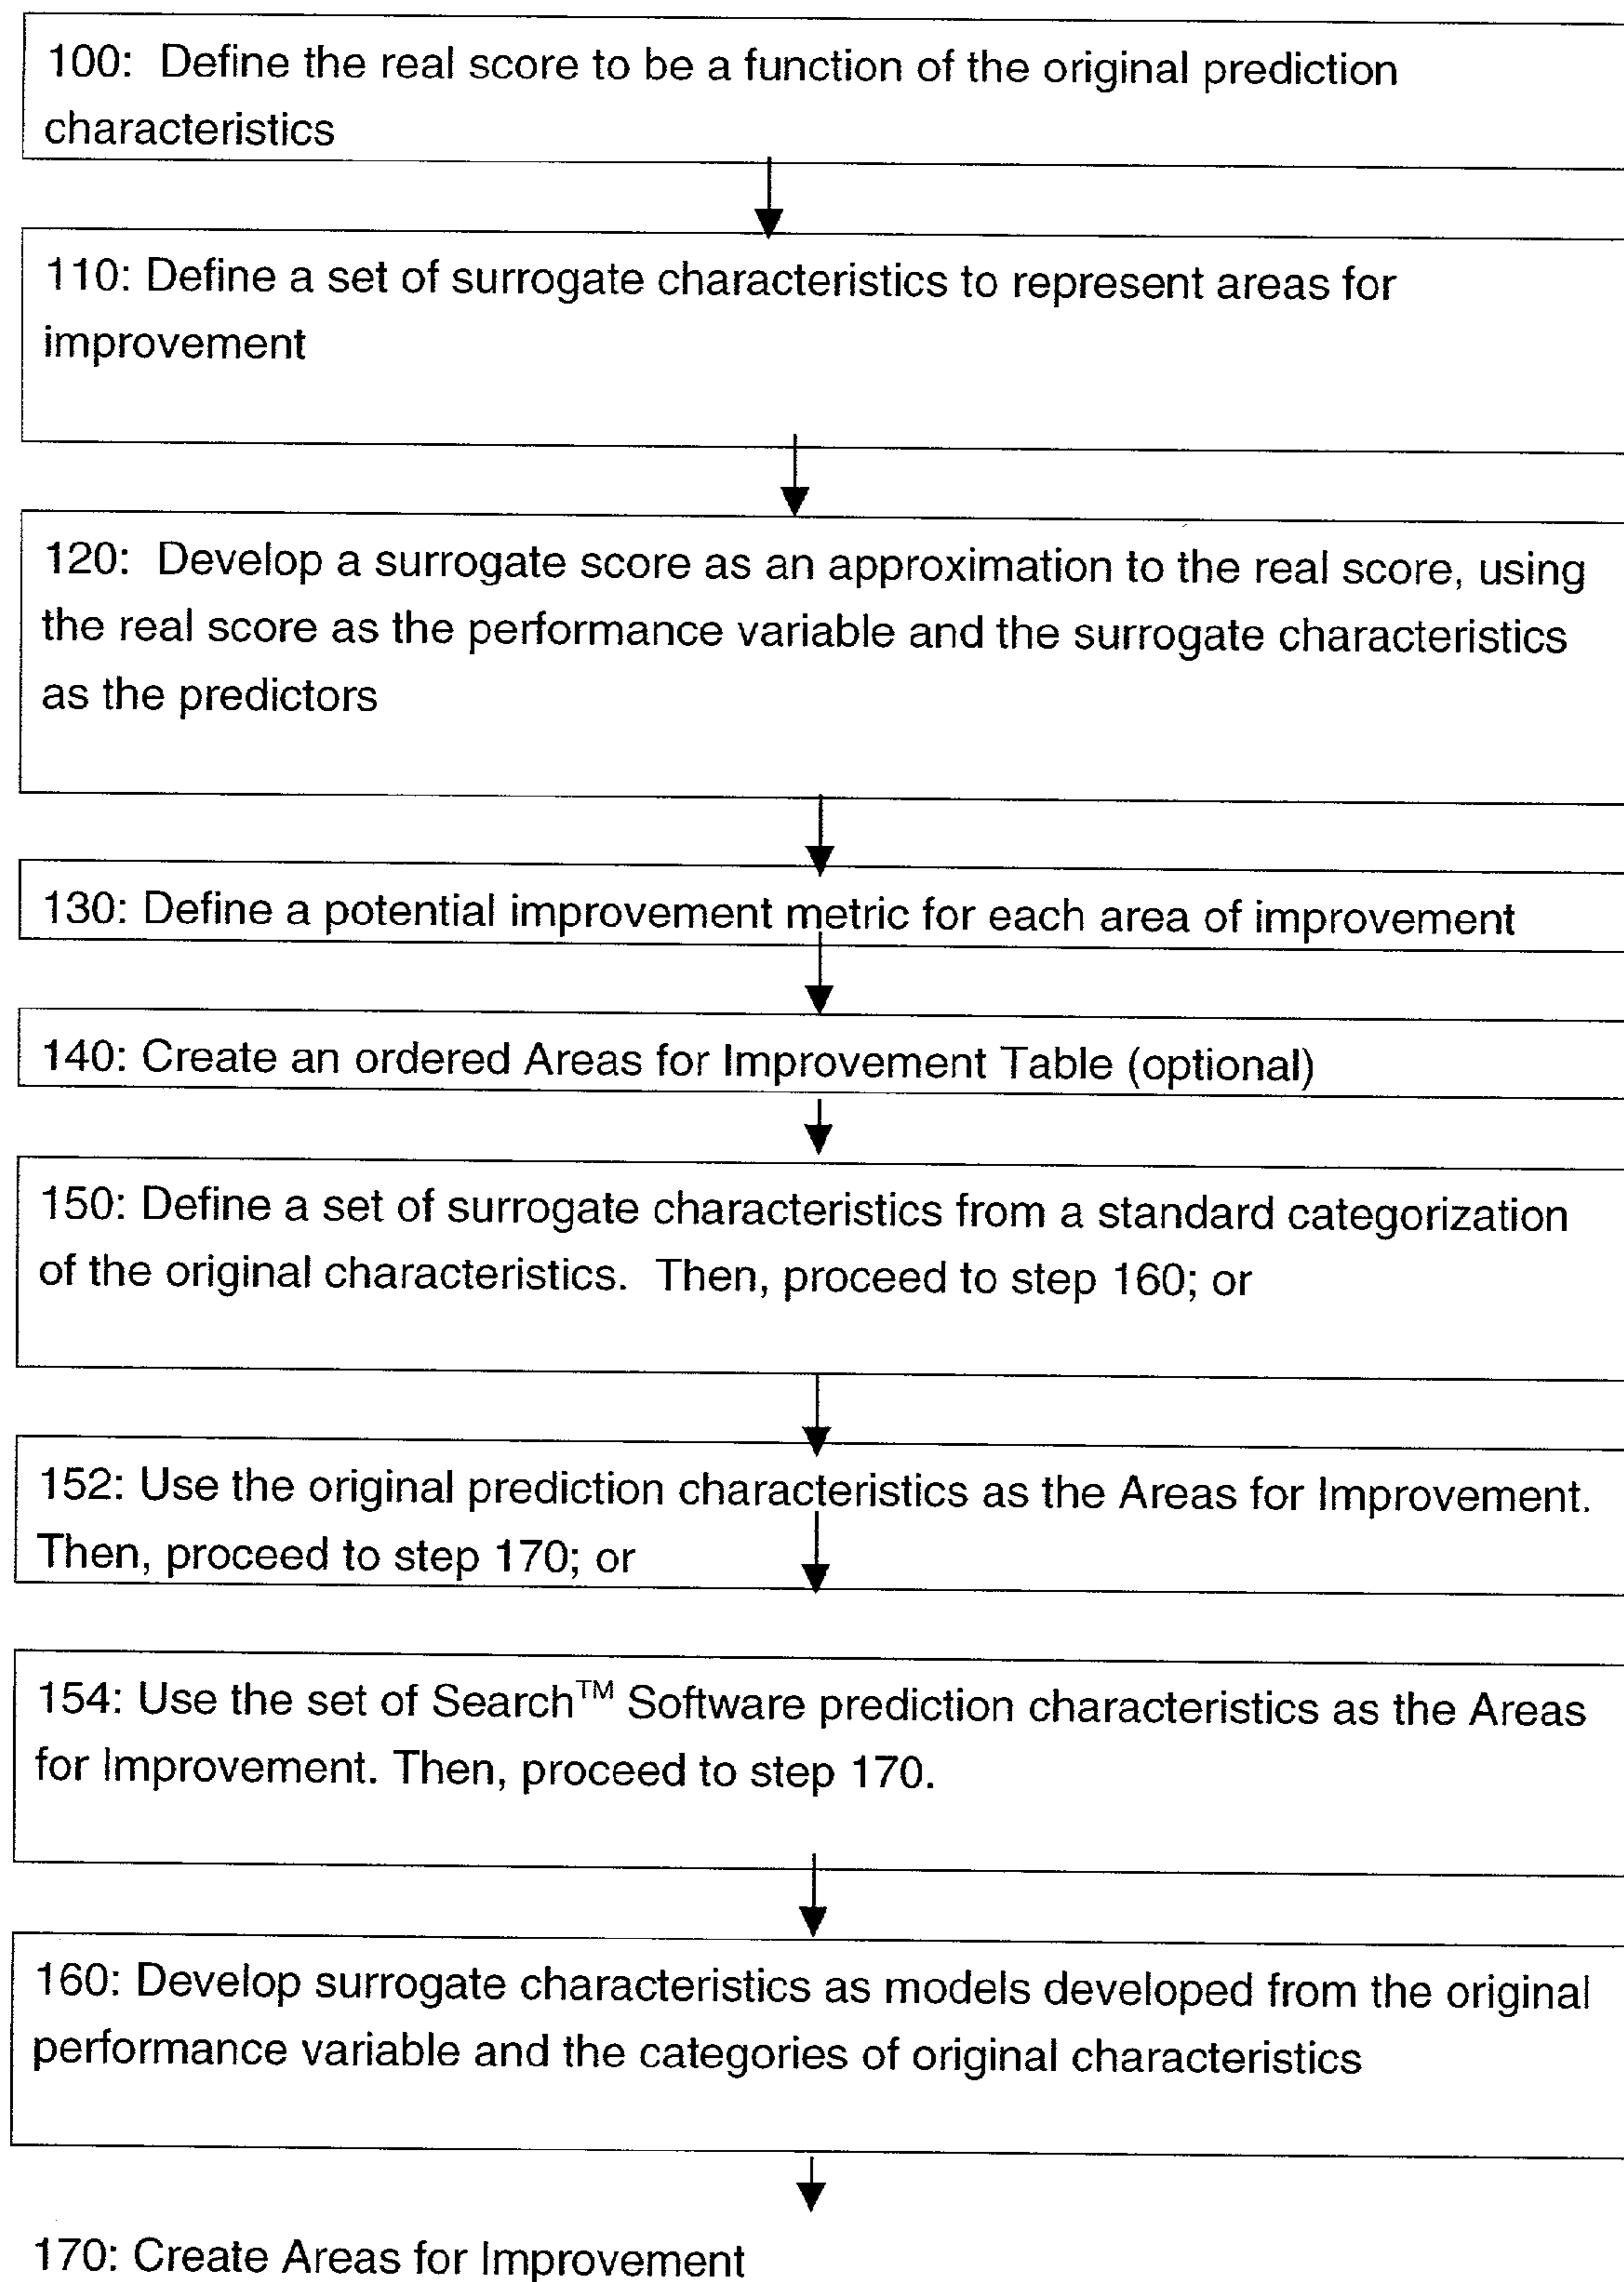 100: Define the real score to be a function of the original prediction
characteristics
110: Define a set of surrogate characteristics to represent areas for
improvement
120: Develop a surrogate score as an approximation to the real score, using
the real score as the performance variable and the surrogate characteristics
as the predictors
130: Define a potential improvement metric for each area of improvement
140: Create an ordered Areas for Improvement Table (optional)
150: Define a set of surrogate characteristics from a standard categorization
of the original characteristics. Then, proceed to step 160; or
152: Use the original prediction characteristics as the Areas for Improvement.
Then, proceed to step 170; or
154: Use the set of Search™ Software prediction characteristics as the Areas
for Improvement. Then, proceed to step 170.
160: Develop surrogate characteristics as models developed from the original
performance variable and the categories of original characteristics
170: Create Areas for Improvement